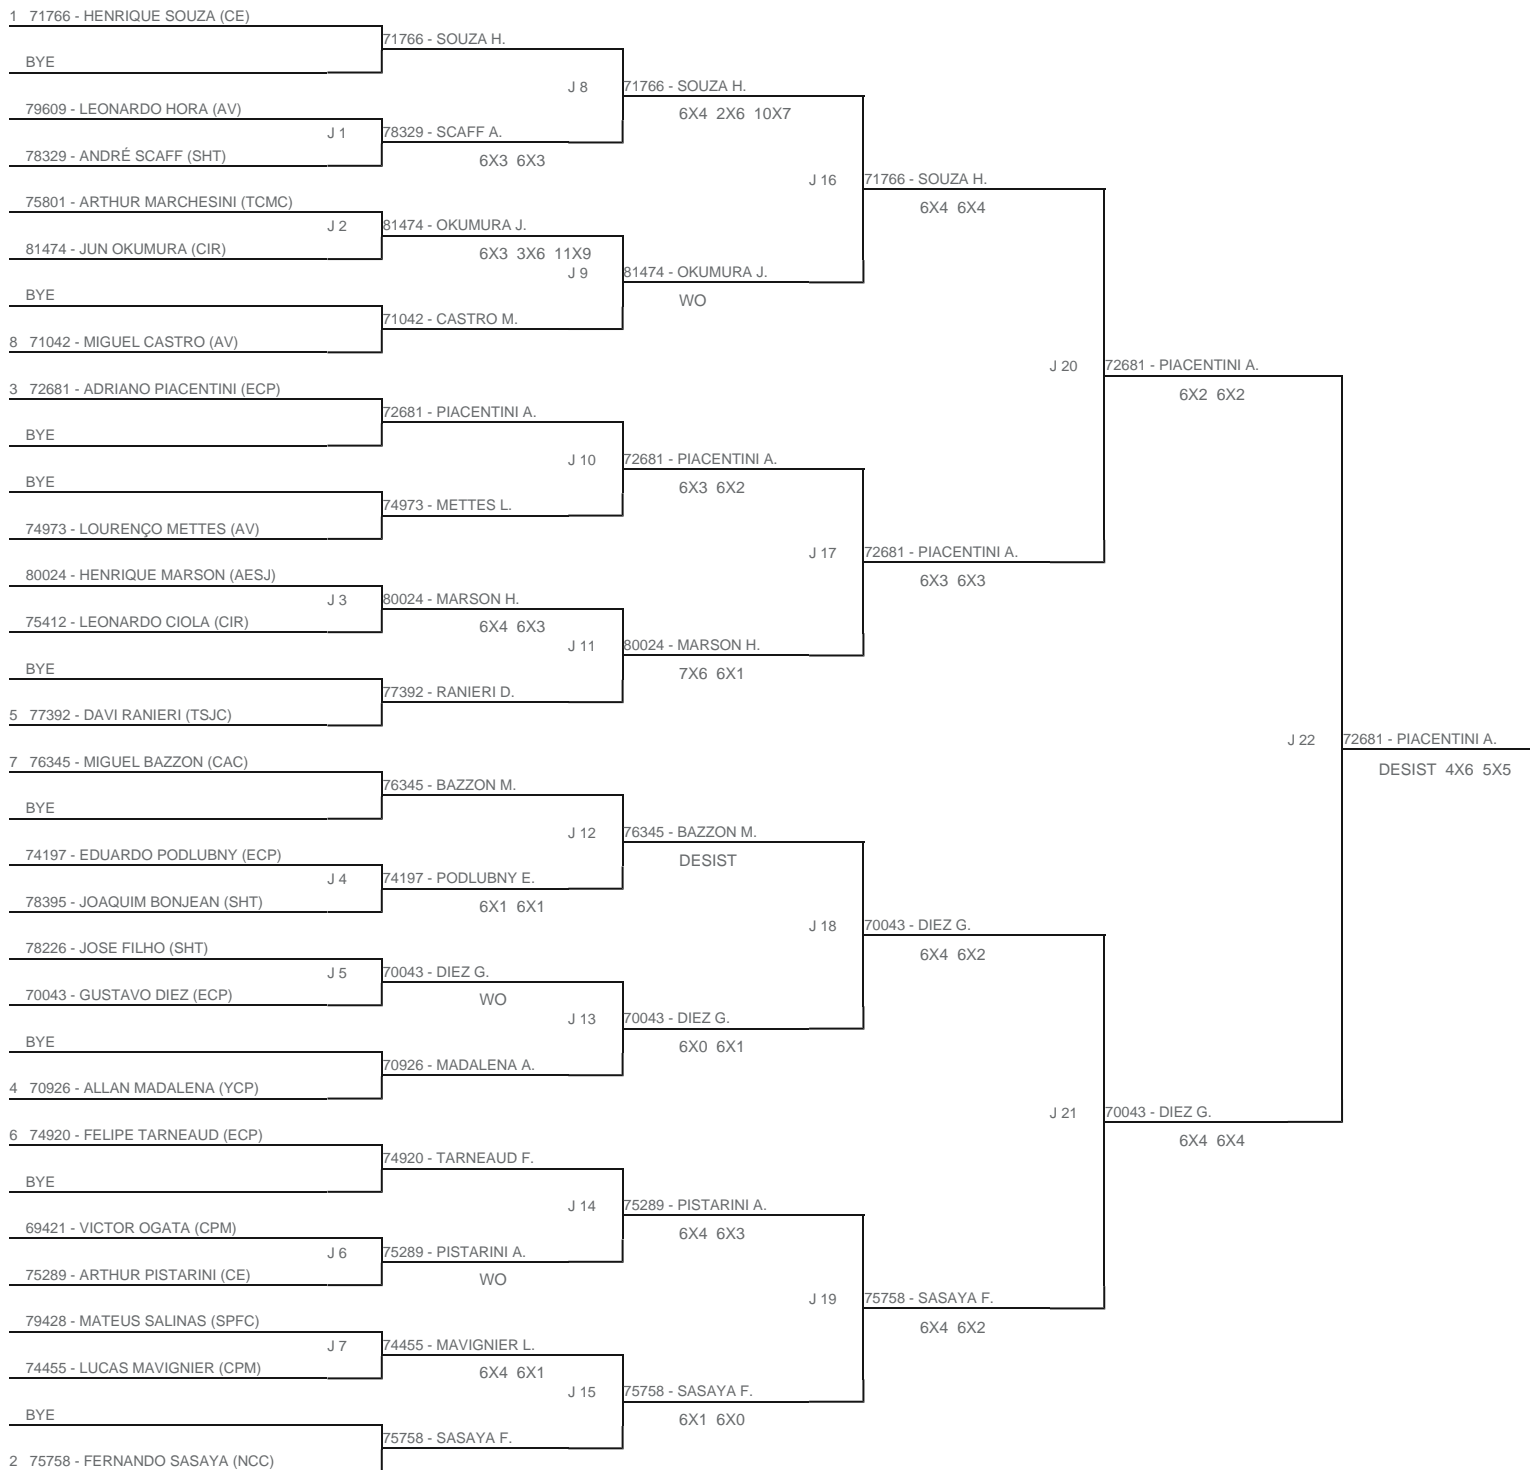 1 71766 - HENRIQUE SOUZA (CE)
71766 - SOUZA H.
BYE
J 8 71766 - SOUZA H.
6X4 2X6 10X7
79609 - LEONARDO HORA (AV)
J 1 78329 - SCAFF A.
78329 - ANDRÉ SCAFF (SHT)
6X3 6X3
J 16 71766 - SOUZA H.
6X4 6X4
75801 - ARTHUR MARCHESINI (TCMC)
J 2 81474 - OKUMURA J.
81474 - JUN OKUMURA (CIR)
6X3 3X6 11X9
J 9 81474 - OKUMURA J.
WO
BYE
71042 - CASTRO M.
8 71042 - MIGUEL CASTRO (AV)
J 20 72681 - PIACENTINI A.
6X2 6X2
3 72681 - ADRIANO PIACENTINI (ECP)
72681 - PIACENTINI A.
BYE
J 10 72681 - PIACENTINI A.
6X3 6X2
BYE
74973 - METTES L.
74973 - LOURENÇO METTES (AV)
J 17 72681 - PIACENTINI A.
6X3 6X3
80024 - HENRIQUE MARSON (AESJ)
J 3 80024 - MARSON H.
75412 - LEONARDO CIOLA (CIR)
6X4 6X3
J 11 80024 - MARSON H.
7X6 6X1
BYE
77392 - RANIERI D.
5 77392 - DAVI RANIERI (TSJC)
J 22 72681 - PIACENTINI A.
DESIST 4X6 5X5
7 76345 - MIGUEL BAZZON (CAC)
76345 - BAZZON M.
BYE
J 12 76345 - BAZZON M.
DESIST
74197 - EDUARDO PODLUBNY (ECP)
J 4 74197 - PODLUBNY E.
78395 - JOAQUIM BONJEAN (SHT)
6X1 6X1
J 18 70043 - DIEZ G.
6X4 6X2
78226 - JOSE FILHO (SHT)
J 5 70043 - DIEZ G.
70043 - GUSTAVO DIEZ (ECP)
WO
J 13 70043 - DIEZ G.
6X0 6X1
BYE
70926 - MADALENA A.
4 70926 - ALLAN MADALENA (YCP)
J 21 70043 - DIEZ G.
6X4 6X4
6 74920 - FELIPE TARNEAUD (ECP)
74920 - TARNEAUD F.
BYE
J 14 75289 - PISTARINI A.
6X4 6X3
69421 - VICTOR OGATA (CPM)
J 6 75289 - PISTARINI A.
75289 - ARTHUR PISTARINI (CE)
WO
J 19 75758 - SASAYA F.
6X4 6X2
79428 - MATEUS SALINAS (SPFC)
J 7 74455 - MAVIGNIER L.
74455 - LUCAS MAVIGNIER (CPM)
6X4 6X1
J 15 75758 - SASAYA F.
6X1 6X0
BYE
75758 - SASAYA F.
2 75758 - FERNANDO SASAYA (NCC)